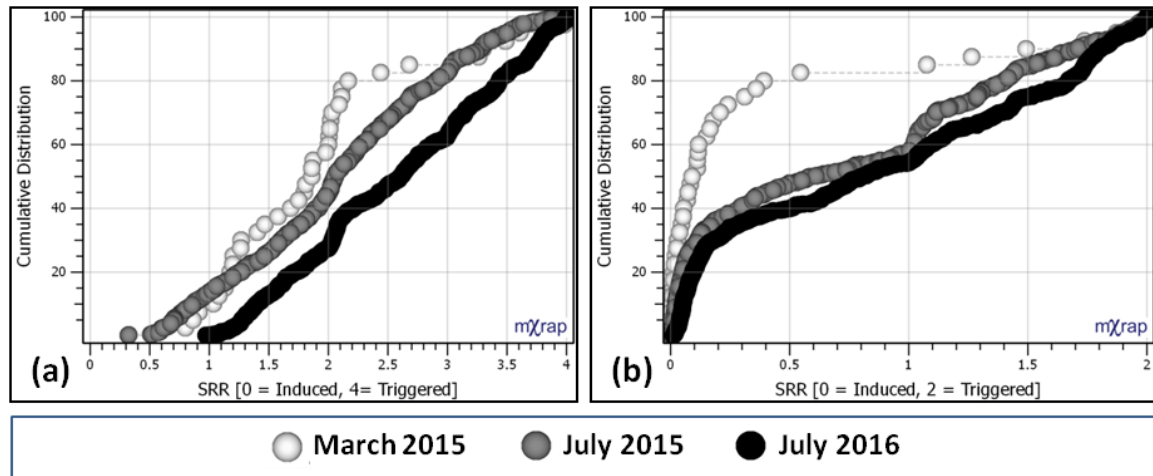 Cumulative Distribution
100
80
60
40
20
0
0.5
1
1.5
2
2.5
3
3.5
4
SRR [0 = Induced, 4= Triggered]
mχrap
(a)
Cumulative Distribution
100
80
60
40
20
0
0.5
1
1.5
2
SRR [0 = Induced, 2 = Triggered]
mχrap
(b)
March 2015 July 2015 July 2016